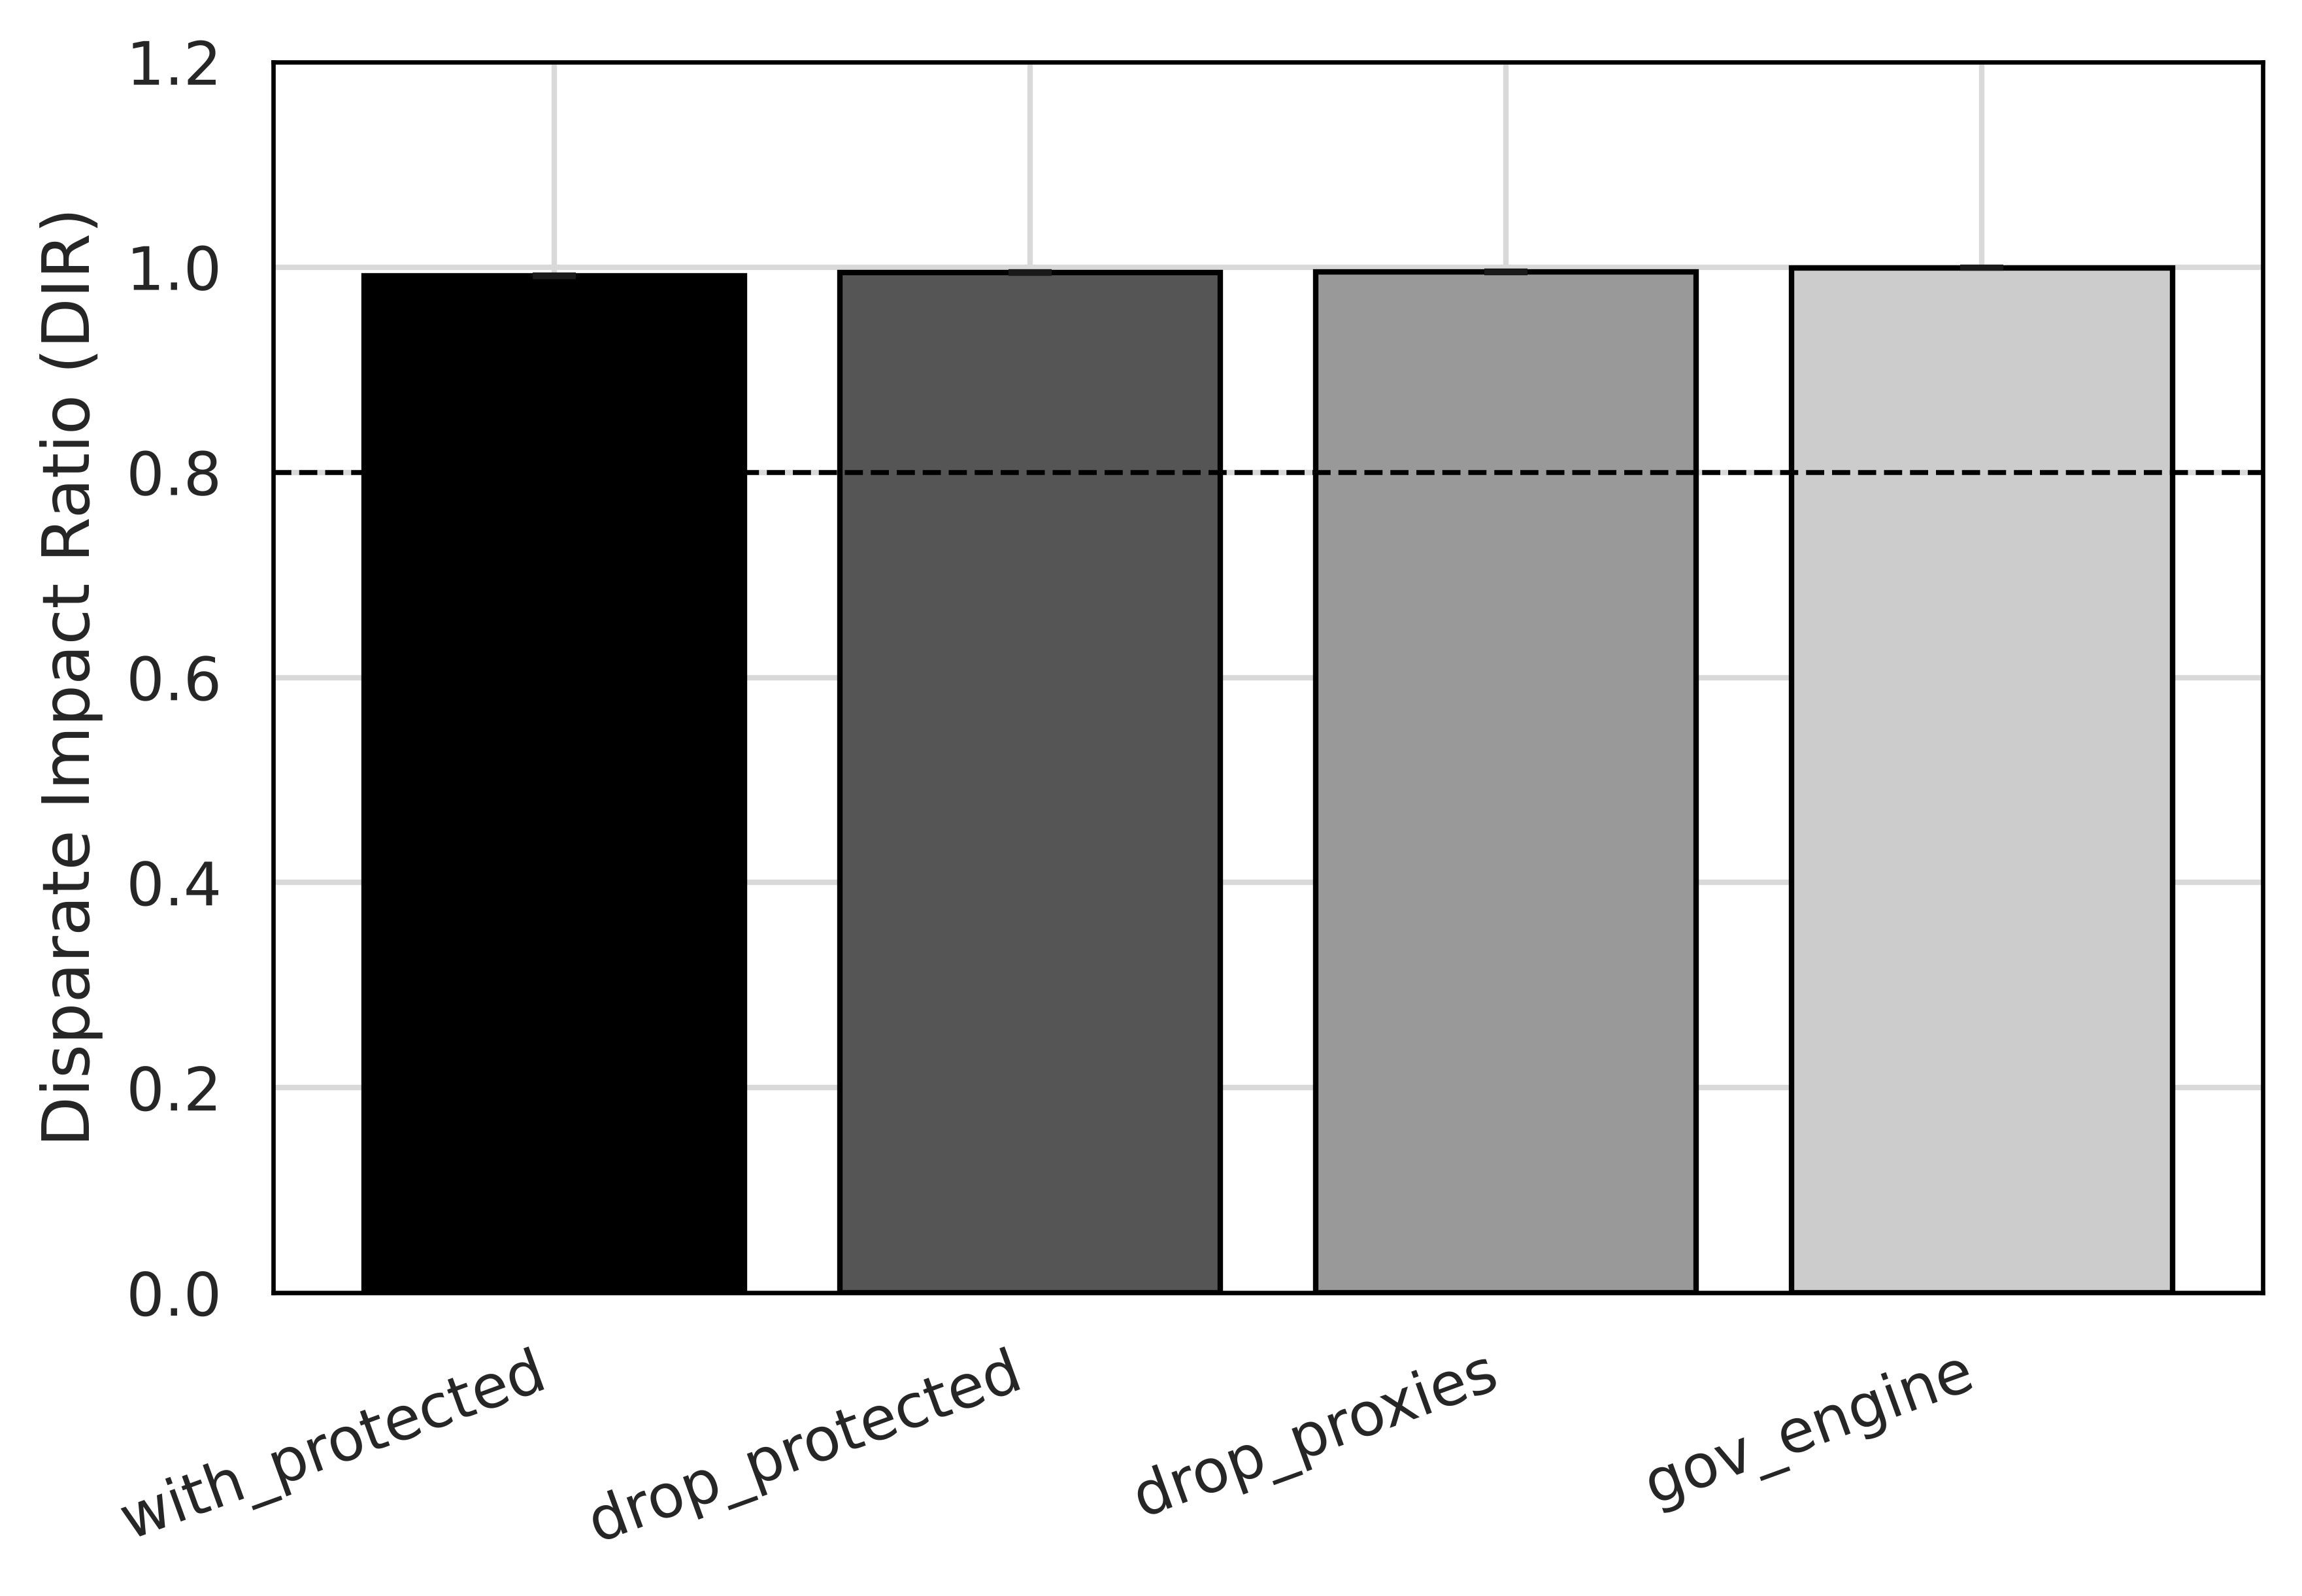 Disparate Impact Ratio (DIR)
1.2
1.0
0.8
0.6
0.4
0.2
0.0
with_protected
drop_protected
drop_proxies
gov_engine